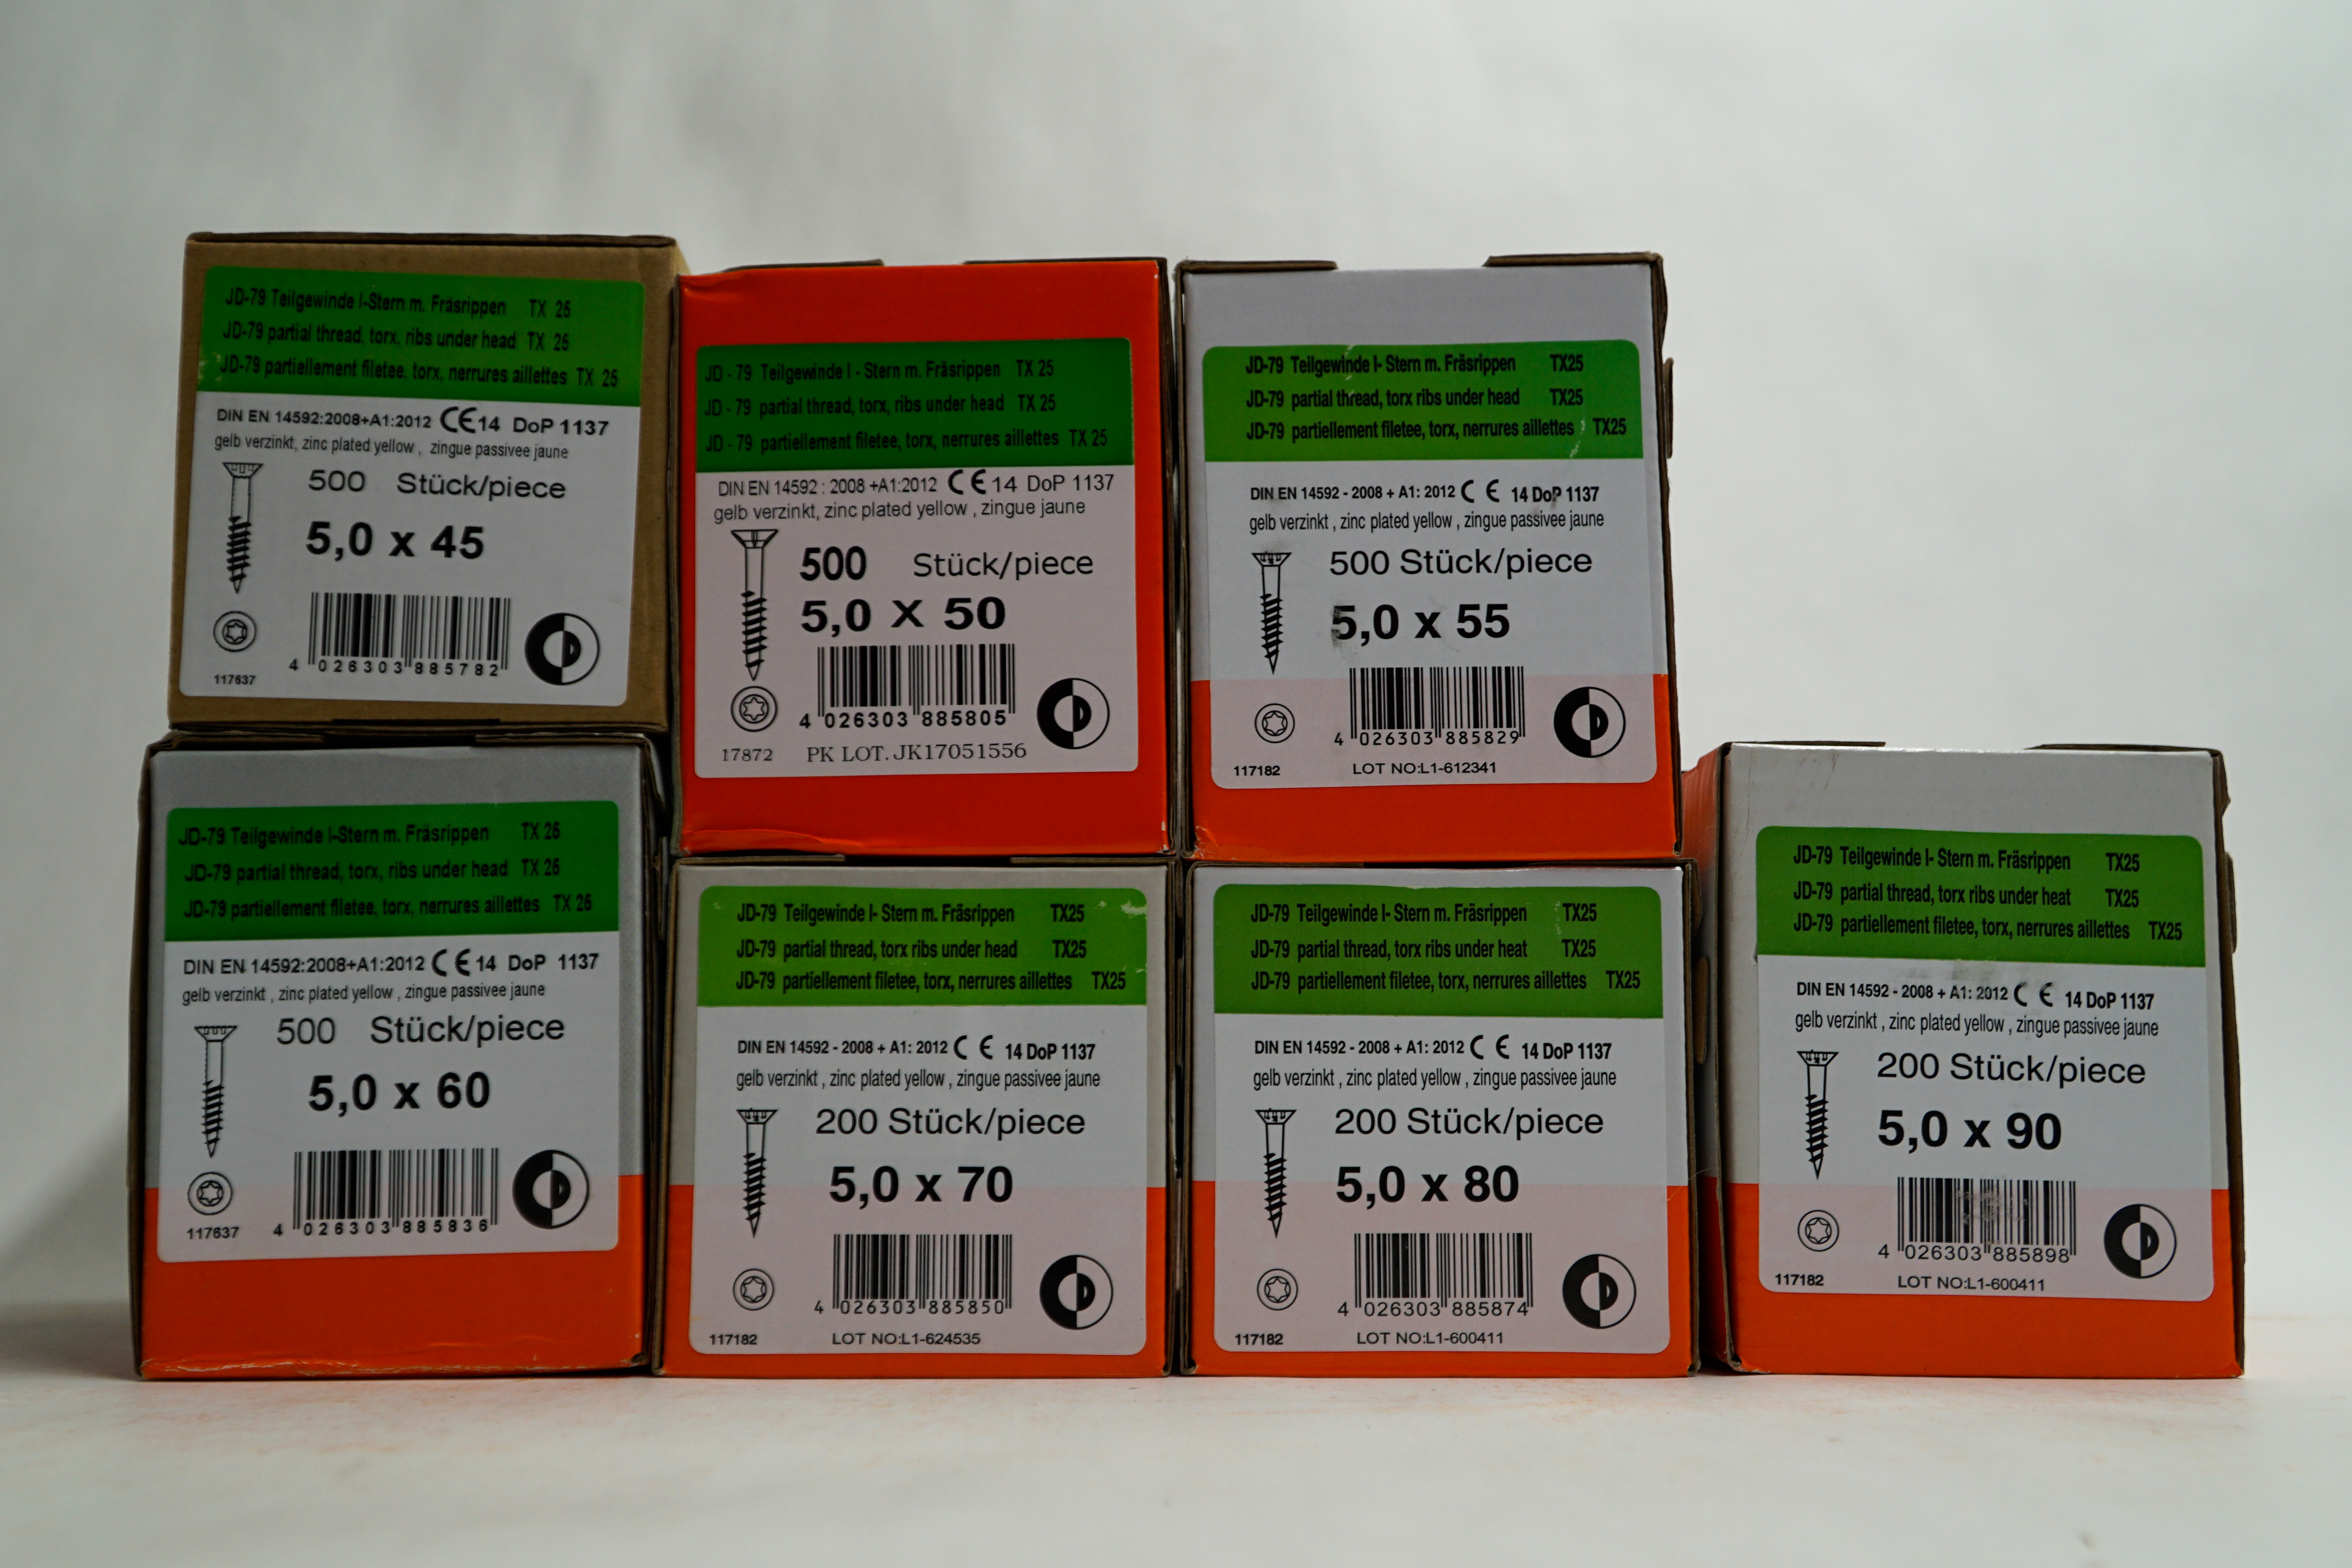 JD-79 Teilgewinde I-Stern m. Fräsrippen TX 25
JD-79 partial thread, torx, ribs under head TX 25
JD-79 partiellement filetee, torx, nerrures aillettes TX 25
DIN EN 14592:2008+A1:2012 CE 14 DoP 1137
gelb verzinkt, zinc plated yellow , zingue passivee jaune
500 Stück/piece
5,0 x 45
4 026303 885782
117637
JD - 79 Teilgewinde I - Stern m. Fräsrippen TX 25
JD - 79 partial thread, torx, ribs under head TX 25
JD - 79 partiellement filetee, torx, nerrures aillettes TX 25
DIN EN 14592 : 2008 +A1:2012 CE 14 DoP 1137
gelb verzinkt, zinc plated yellow , zingue jaune
500 Stück/piece
5,0 X 50
4 026303 885805
17872 PK LOT. JK17051556
JD-79 Teilgewinde I- Stern m. Fräsrippen TX25
JD-79 partial thread, torx ribs under head TX25
JD-79 partiellement filetee, torx, nerrures aillettes TX25
DIN EN 14592 - 2008 + A1: 2012 CE 14 DoP 1137
gelb verzinkt , zinc plated yellow , zingue passivee jaune
500 Stück/piece
5,0 x 55
4 026303 885829
117182 LOT NO:L1-612341
JD-79 Teilgewinde I-Stern m. Fräsrippen TX 25
JD-79 partial thread, torx, ribs under head TX 25
JD-79 partiellement filetee, torx, nerrures aillettes TX 25
DIN EN 14592:2008+A1:2012 CE 14 DoP 1137
gelb verzinkt , zinc plated yellow , zingue passivee jaune
500 Stück/piece
5,0 x 60
4 026303 885836
117637
JD-79 Teilgewinde I- Stern m. Fräsrippen TX25
JD-79 partial thread, torx ribs under head TX25
JD-79 partiellement filetee, torx, nerrures aillettes TX25
DIN EN 14592 - 2008 + A1: 2012 CE 14 DoP 1137
gelb verzinkt , zinc plated yellow , zingue passivee jaune
200 Stück/piece
5,0 x 70
4 026303 885850
117182 LOT NO:L1-624535
JD-79 Teilgewinde I- Stern m. Fräsrippen TX25
JD-79 partial thread, torx ribs under heat TX25
JD-79 partiellement filetee, torx, nerrures aillettes TX25
DIN EN 14592 - 2008 + A1: 2012 CE 14 DoP 1137
gelb verzinkt , zinc plated yellow , zingue passivee jaune
200 Stück/piece
5,0 x 80
4 026303 885874
117182 LOT NO:L1-600411
JD-79 Teilgewinde I- Stern m. Fräsrippen TX25
JD-79 partial thread, torx ribs under heat TX25
JD-79 partiellement filetee, torx, nerrures aillettes TX25
DIN EN 14592 - 2008 + A1: 2012 CE 14 DoP 1137
gelb verzinkt , zinc plated yellow , zingue passivee jaune
200 Stück/piece
5,0 x 90
4 026303 885898
117182 LOT NO:L1-600411